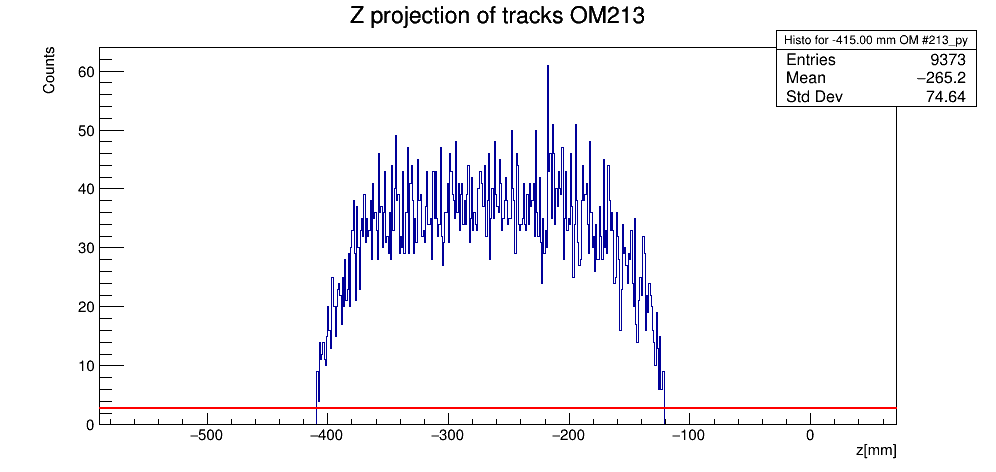 Z projection of tracks OM213
Histo for -415.00 mm OM #213_py
Entries 9373
Mean −265.2
Std Dev 74.64
Counts
60
50
40
30
20
10
0
−500 −400 −300 −200 −100 0
z[mm]